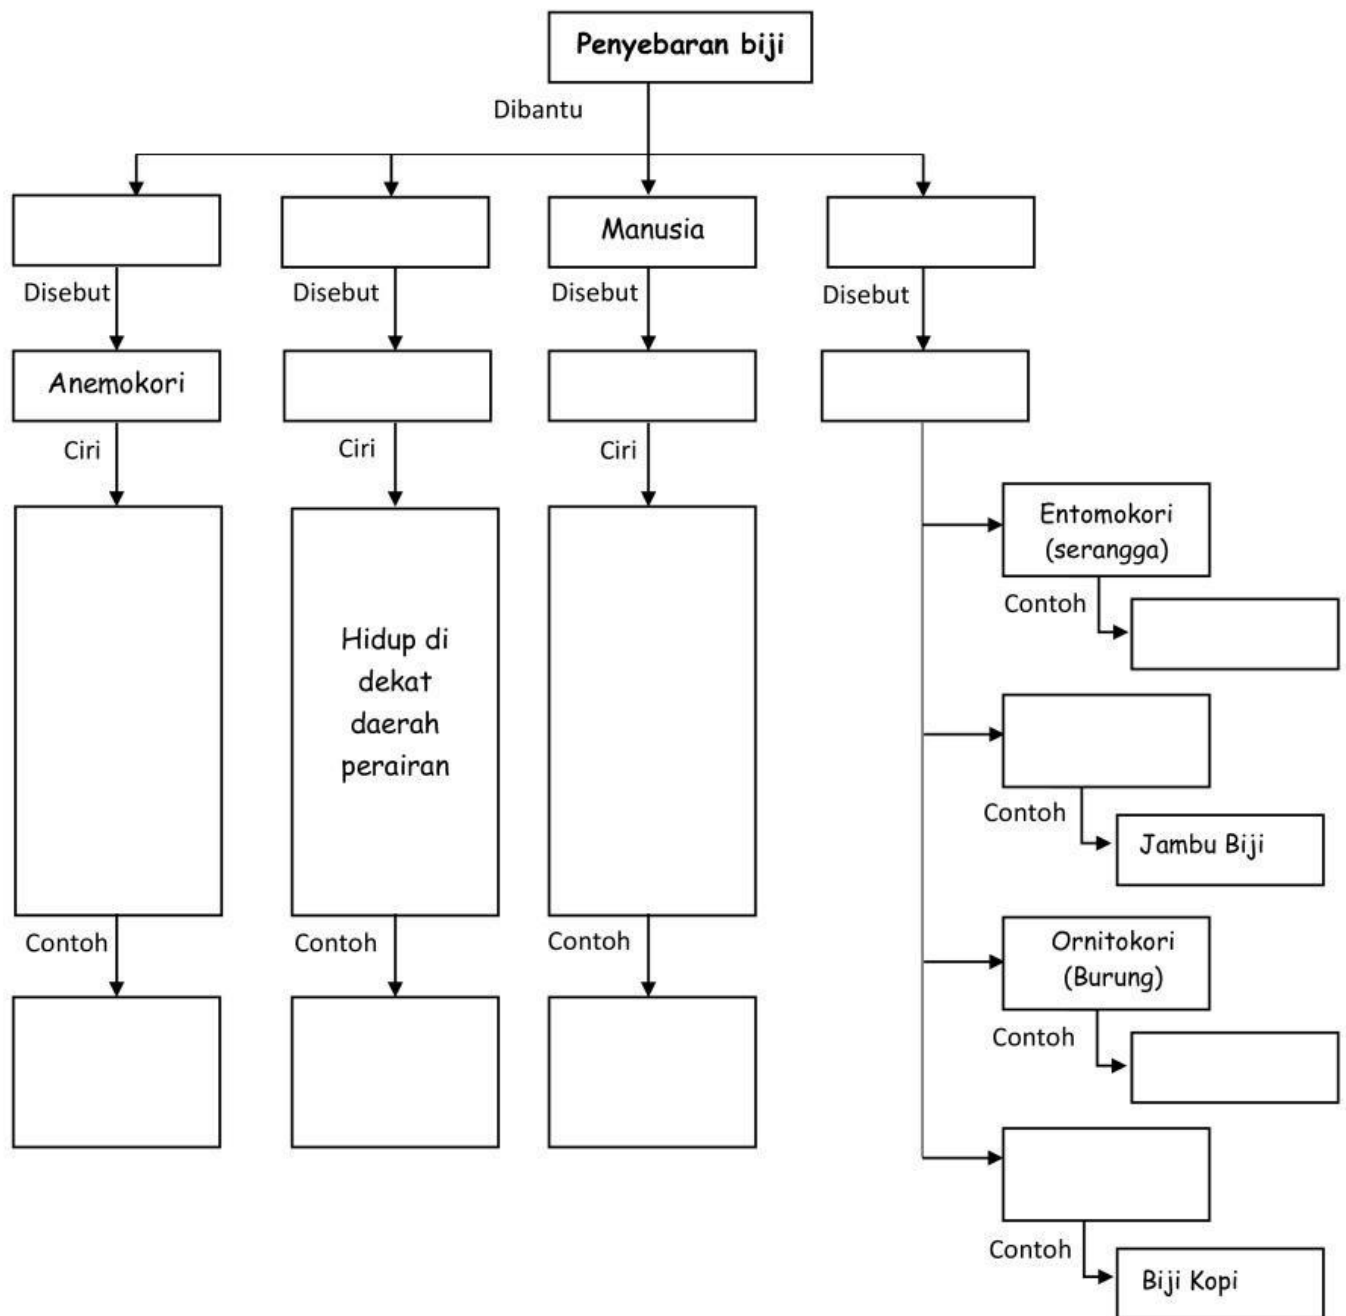 Penyebaran biji
Dibantu
Manusia
Disebut
Disebut
Disebut
Disebut
Anemokori
Ciri
Ciri
Ciri
Entomokori
(serangga)
Contoh
Hidup di
dekat
daerah
perairan
Contoh
Jambu Biji
Contoh
Contoh
Contoh
Ornitokori
(Burung)
Contoh
Contoh
Biji Kopi